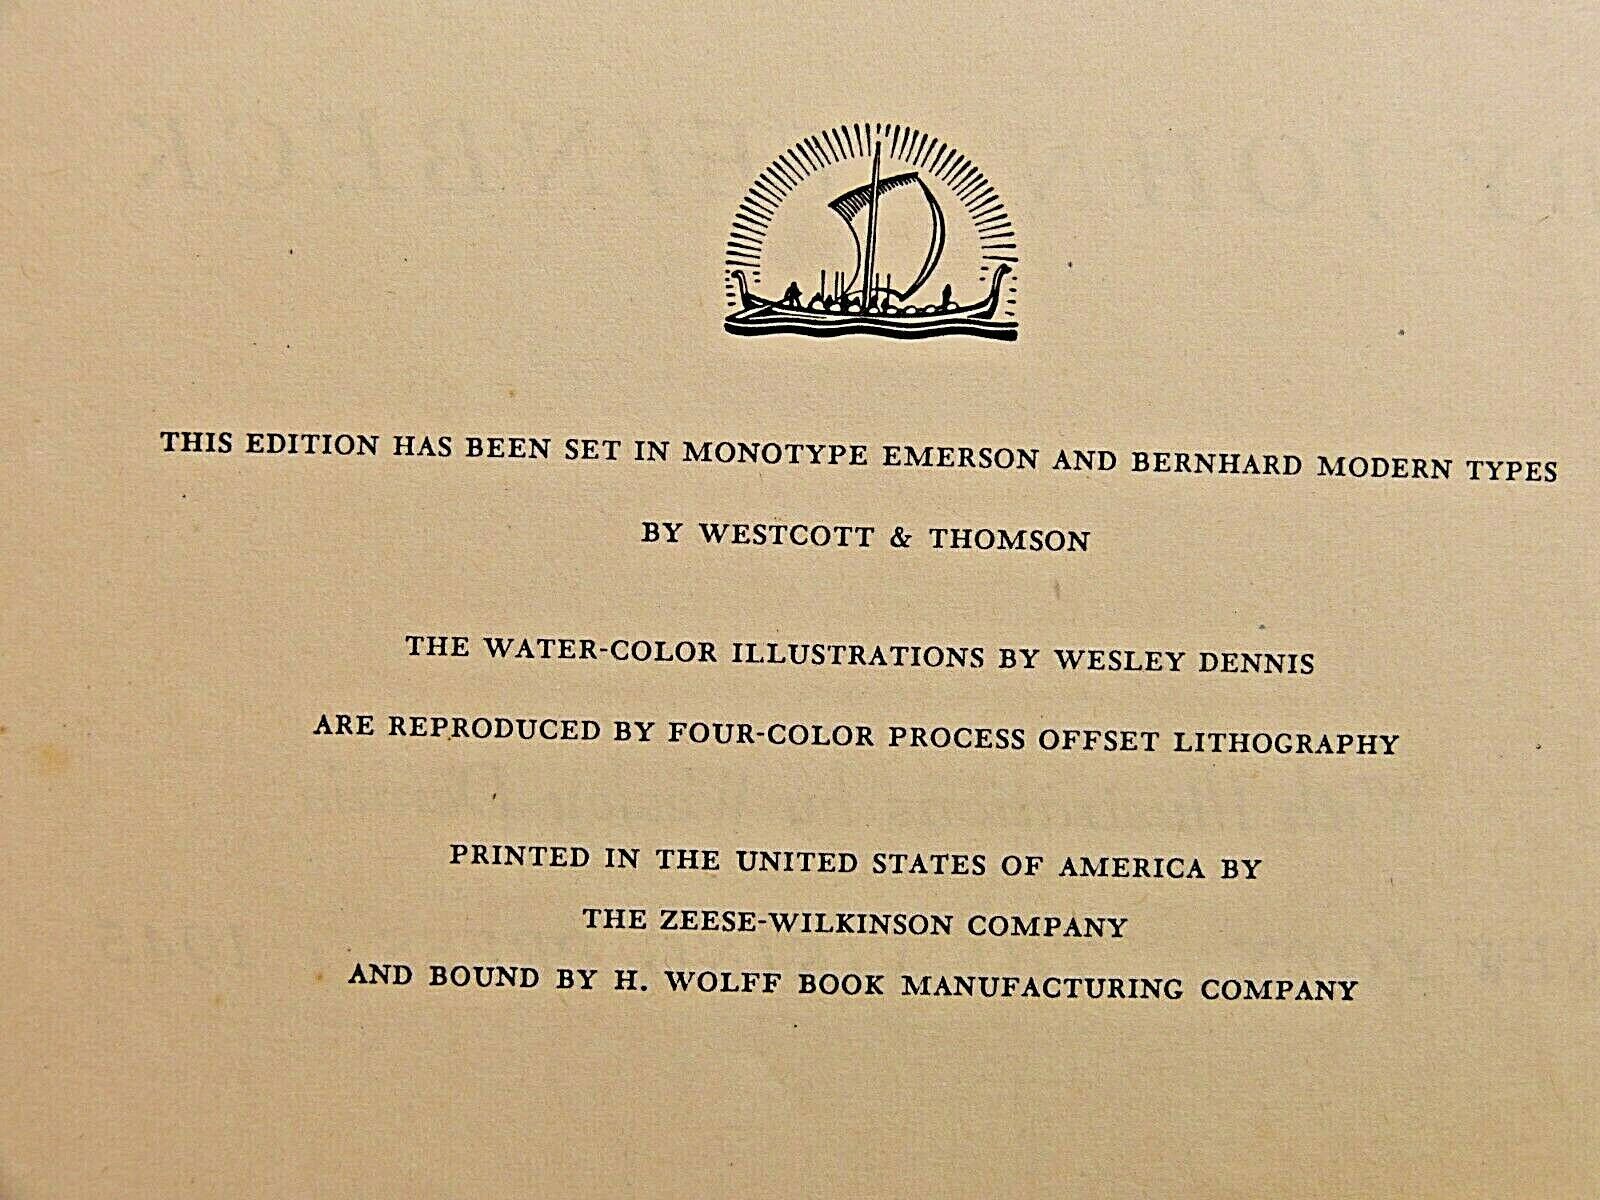 THIS EDITION HAS BEEN SET IN MONOTYPE EMERSON AND BERNHARD MODERN TYPES
BY WESTCOTT & THOMSON
THE WATER-COLOR ILLUSTRATIONS BY WESLEY DENNIS
ARE REPRODUCED BY FOUR-COLOR PROCESS OFFSET LITHOGRAPHY
PRINTED IN THE UNITED STATES OF AMERICA BY
THE ZEESE-WILKINSON COMPANY
AND BOUND BY H. WOLFF BOOK MANUFACTURING COMPANY